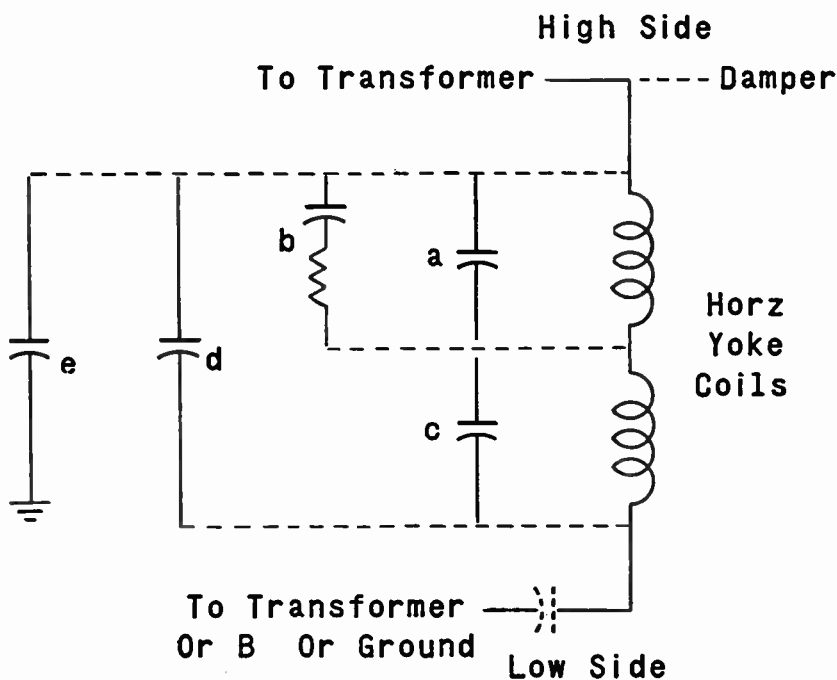 High Side
To Transformer
Damper
b
a
e
d
c
Horz
Yoke
Coils
To Transformer
Or B Or Ground
Low Side